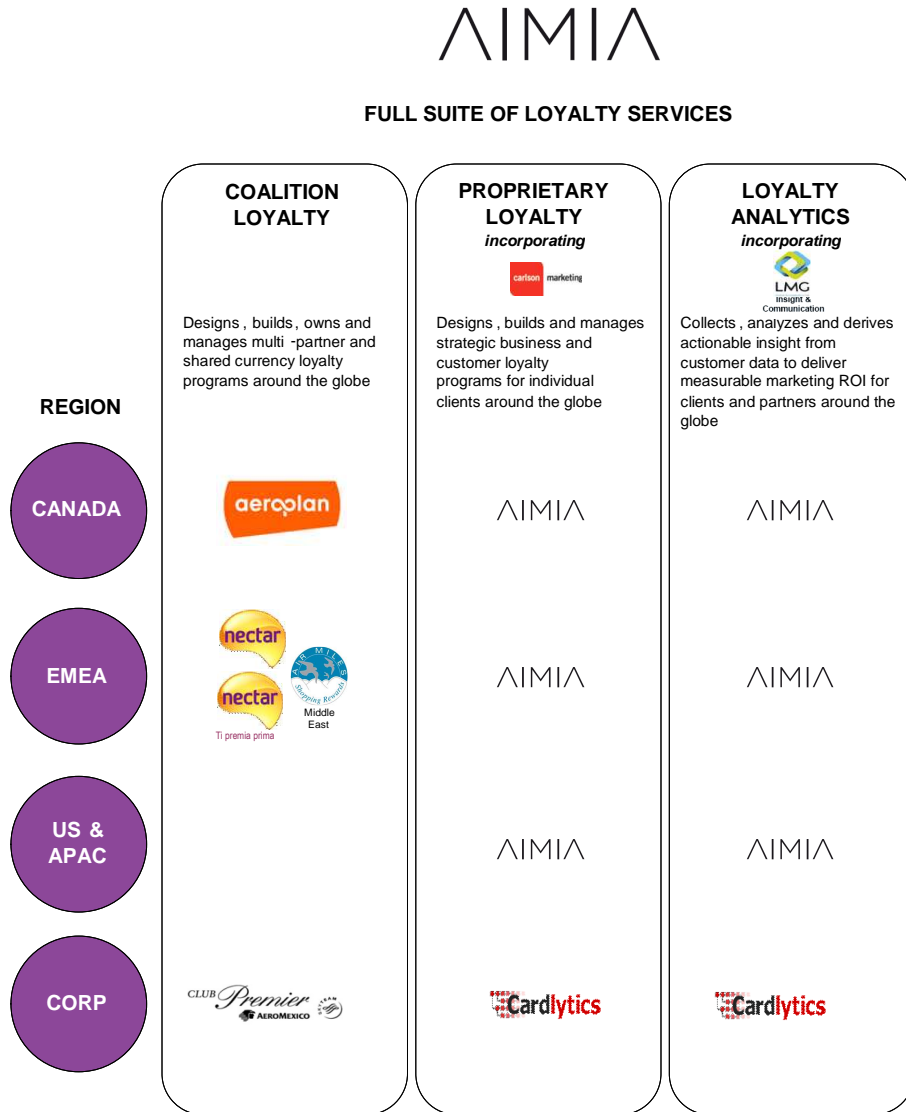 AIMIA
FULL SUITE OF LOYALTY SERVICES
COALITION
LOYALTY
PROPRIETARY
LOYALTY
incorporating
carlson marketing
LOYALTY
ANALYTICS
incorporating
LMG
Insight &
Communication
Designs , builds, owns and
manages multi -partner and
shared currency loyalty
programs around the globe
Designs , builds and manages
strategic business and
customer loyalty
programs for individual
clients around the globe
Collects , analyzes and derives
actionable insight from
customer data to deliver
measurable marketing ROI for
clients and partners around the
globe
REGION
CANADA
aeroplan
AIMIA
AIMIA
EMEA
nectar
nectar
Ti premia prima
AIR MILES
Shopping Rewards
Middle
East
AIMIA
AIMIA
US &
APAC
AIMIA
AIMIA
CORP
CLUB Premier
AEROMEXICO
SKYTEAM
Cardlytics
Cardlytics